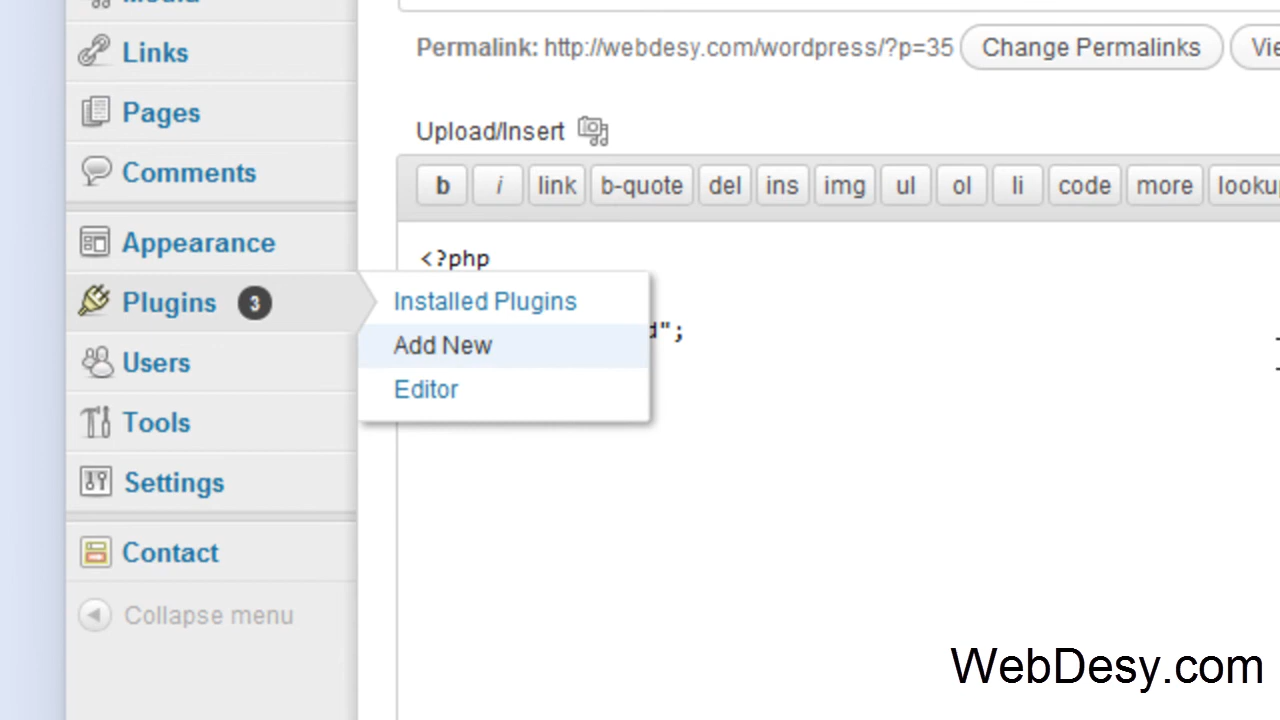 Media
Links
Pages
Comments
Appearance
Plugins 3
Users
Tools
Settings
Contact
Collapse menu
Installed Plugins
Add New
Editor
Permalink: http://webdesy.com/wordpress/?p=35 Change Permalinks
Upload/Insert
b i link b-quote del ins img ul ol li code more
<?php
d";
WebDesy.com